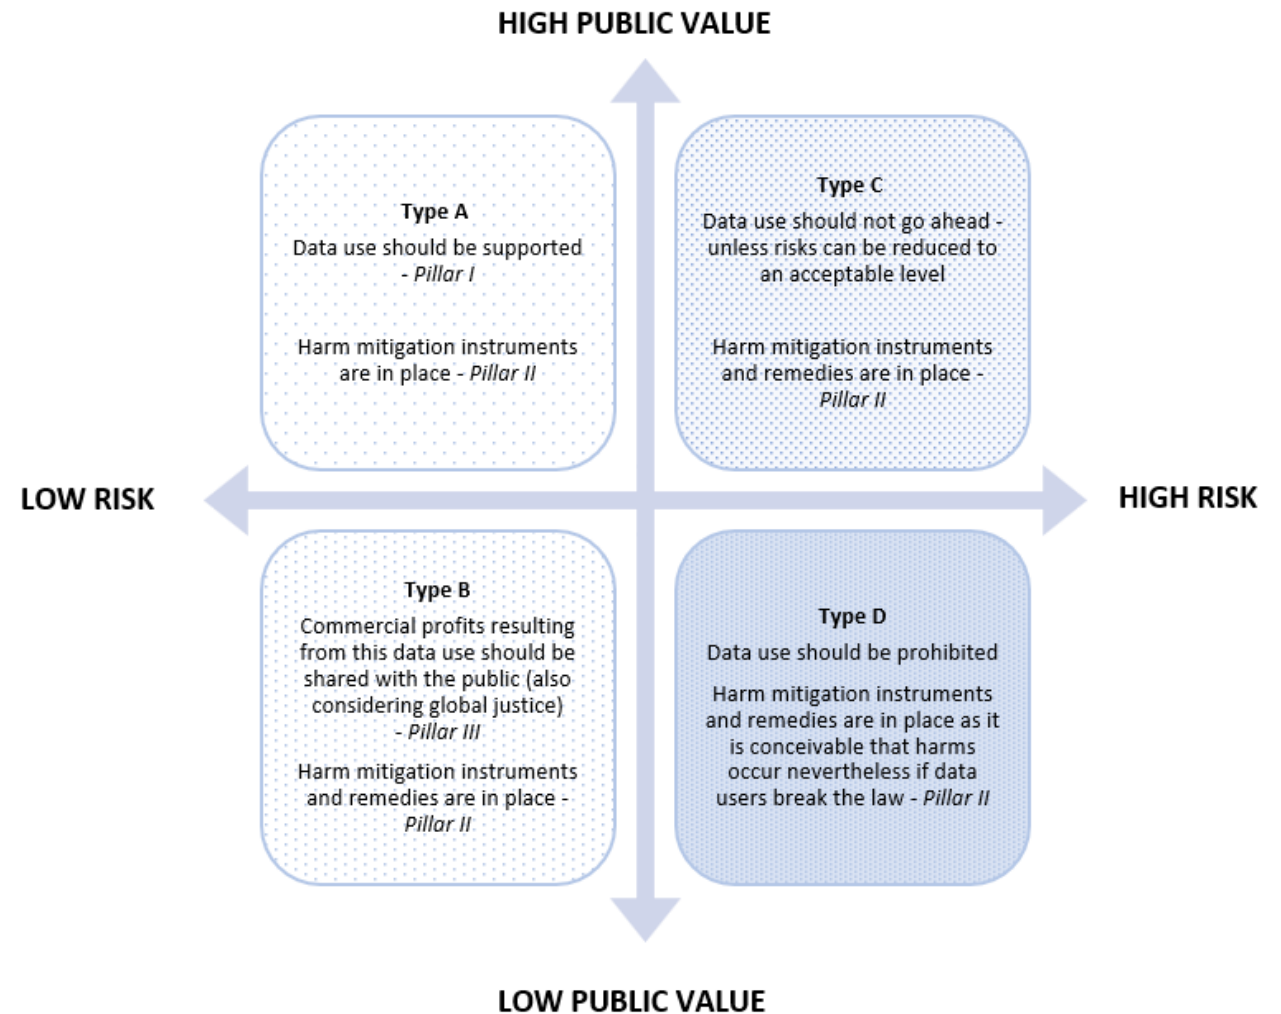 HIGH PUBLIC VALUE
Type A
Data use should be supported
- Pillar I
Harm mitigation instruments
are in place - Pillar II
Type C
Data use should not go ahead -
unless risks can be reduced to
an acceptable level
Harm mitigation instruments
and remedies are in place -
Pillar II
LOW RISK
HIGH RISK
Type B
Commercial profits resulting
from this data use should be
shared with the public (also
considering global justice)
- Pillar III
Harm mitigation instruments
and remedies are in place -
Pillar II
Type D
Data use should be prohibited
Harm mitigation instruments
and remedies are in place as it
is conceivable that harms
occur nevertheless if data
users break the law - Pillar II
LOW PUBLIC VALUE